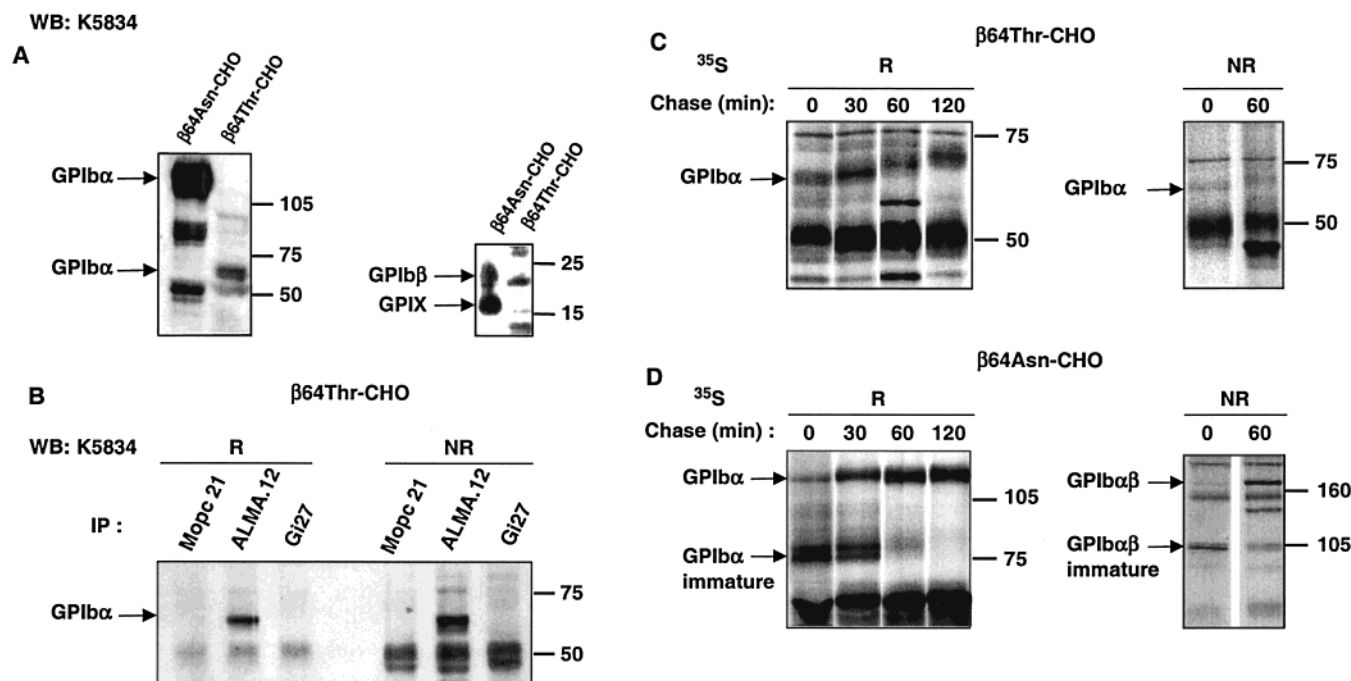 WB: K5834
A
β64Asn-CHO
β64Thr-CHO
GPIbα
105
75
GPIbα
50
β64Asn-CHO
β64Thr-CHO
GPIbβ
25
GPIX
15
B
β64Thr-CHO
WB: K5834
R
NR
IP :
Mopc 21
ALMA.12
Gi27
Mopc 21
ALMA.12
Gi27
GPIbα
75
50
C
β64Thr-CHO
35S
R
NR
Chase (min): 0 30 60 120
0 60
GPIbα
75
50
GPIbα
75
50
D
β64Asn-CHO
35S
R
NR
Chase (min) : 0 30 60 120
0 60
GPIbα
105
GPIbα
immature
75
GPIbαβ
160
GPIbαβ
immature
105